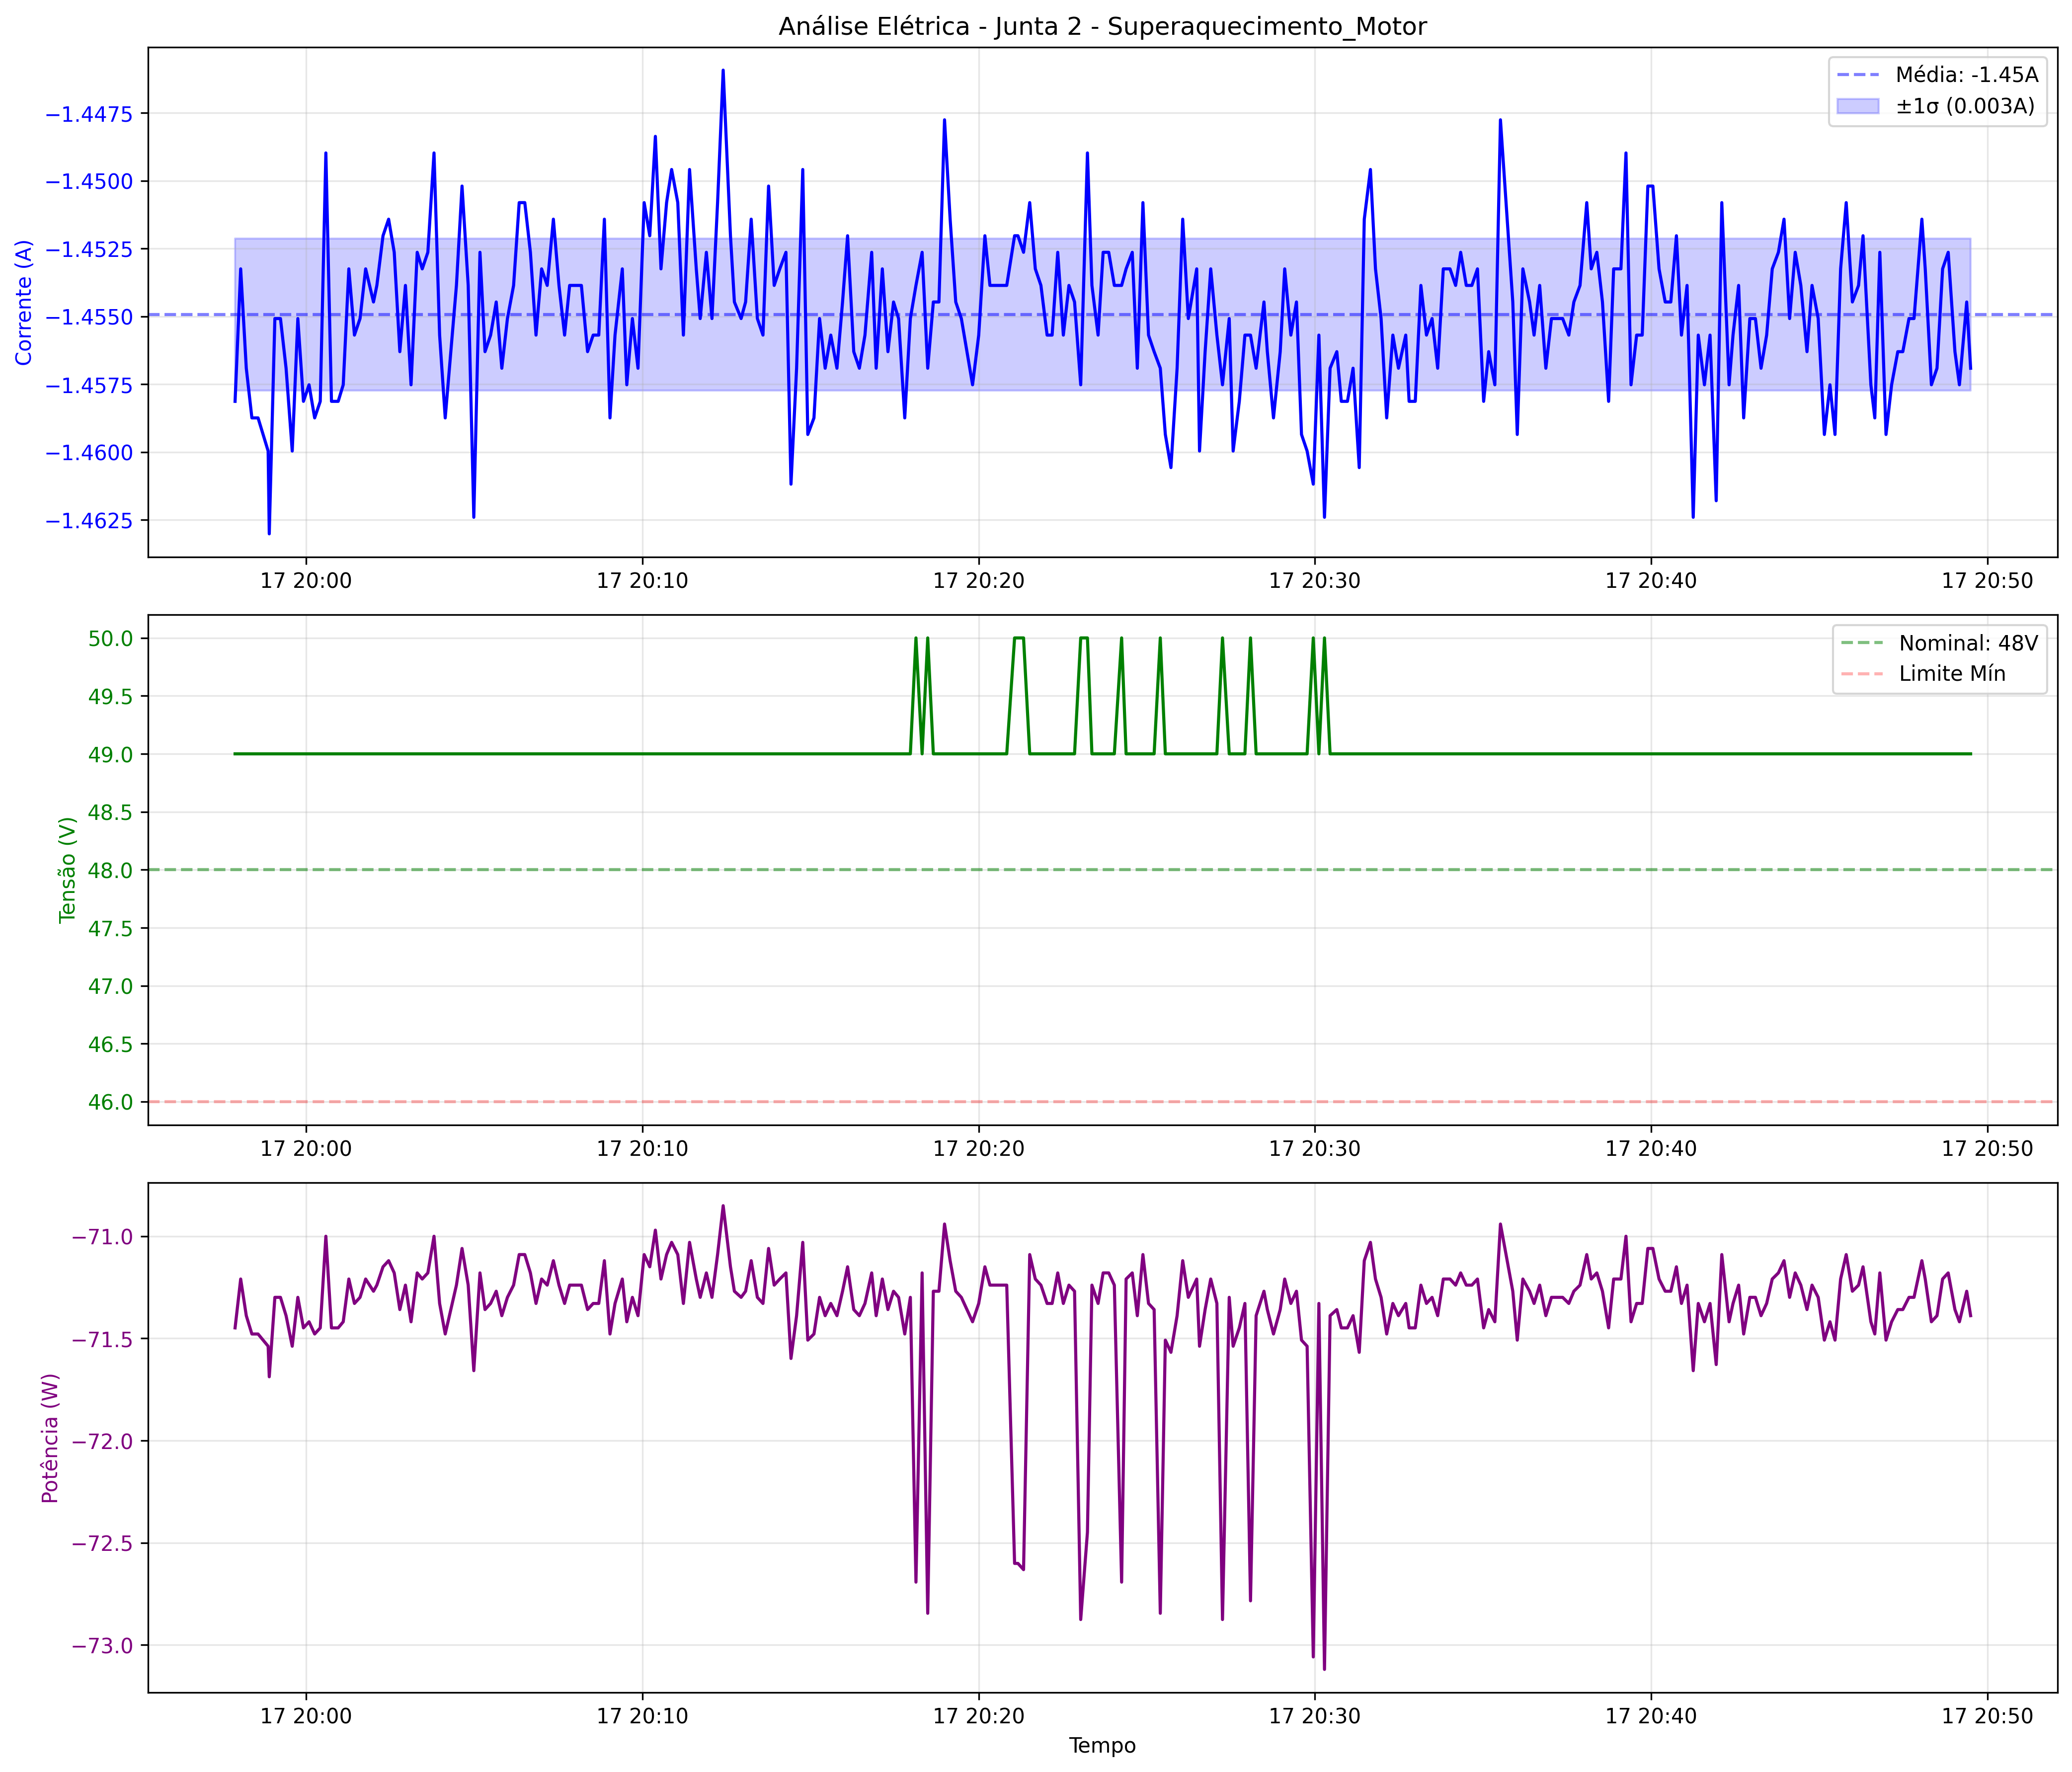 Análise Elétrica - Junta 2 - Superaquecimento_Motor
Média: -1.45A
±1σ (0.003A)
Corrente (A)
−1.4475
−1.4500
−1.4525
−1.4550
−1.4575
−1.4600
−1.4625
17 20:00 17 20:10 17 20:20 17 20:30 17 20:40 17 20:50
Nominal: 48V
Limite Mín
Tensão (V)
50.0
49.5
49.0
48.5
48.0
47.5
47.0
46.5
46.0
17 20:00 17 20:10 17 20:20 17 20:30 17 20:40 17 20:50
Potência (W)
−71.0
−71.5
−72.0
−72.5
−73.0
17 20:00 17 20:10 17 20:20 17 20:30 17 20:40 17 20:50
Tempo